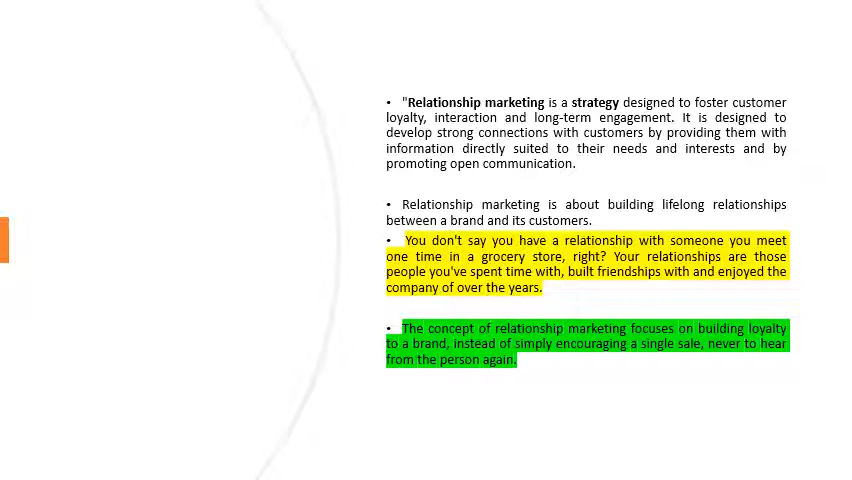 • "Relationship marketing is a strategy designed to foster customer
loyalty, interaction and long-term engagement. It is designed to
develop strong connections with customers by providing them with
information directly suited to their needs and interests and by
promoting open communication.
• Relationship marketing is about building lifelong relationships
between a brand and its customers.
• You don't say you have a relationship with someone you meet
one time in a grocery store, right? Your relationships are those
people you've spent time with, built friendships with and enjoyed the
company of over the years.
• The concept of relationship marketing focuses on building loyalty
to a brand, instead of simply encouraging a single sale, never to hear
from the person again.